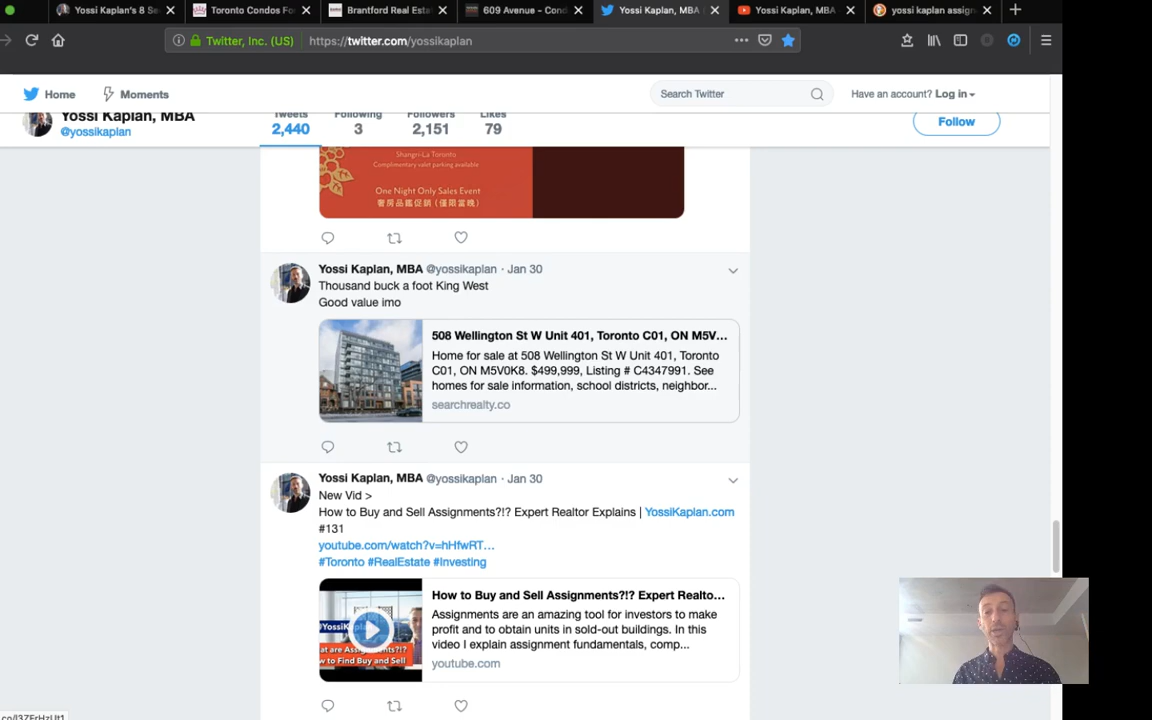 Yossi Kaplan's 8 Se
Toronto Condos Fo
Brantford Real Esta
609 Avenue – Cond
Yossi Kaplan, MBA (
Yossi Kaplan, MBA
yossi kaplan assign
Twitter, Inc. (US)
https://twitter.com/yossikaplan
Home
Moments
Search Twitter
Have an account? Log in
Yossi Kaplan, MBA
@yossikaplan
Tweets
2,440
Following
3
Followers
2,151
Likes
79
Follow
Shangri-La Toronto
Complimentary valet parking available
One Night Only Sales Event
Yossi Kaplan, MBA @yossikaplan · Jan 30
Thousand buck a foot King West
Good value imo
508 Wellington St W Unit 401, Toronto C01, ON M5V...
Home for sale at 508 Wellington St W Unit 401, Toronto
C01, ON M5V0K8. $499,999, Listing # C4347991. See
homes for sale information, school districts, neighbor...
searchrealty.co
Yossi Kaplan, MBA @yossikaplan · Jan 30
New Vid >
How to Buy and Sell Assignments?!? Expert Realtor Explains | YossiKaplan.com
#131
youtube.com/watch?v=hHfwRT...
#Toronto #RealEstate #Investing
How to Buy and Sell Assignments?!? Expert Realto...
Assignments are an amazing tool for investors to make
profit and to obtain units in sold-out buildings. In this
video I explain assignment fundamentals, comp...
youtube.com